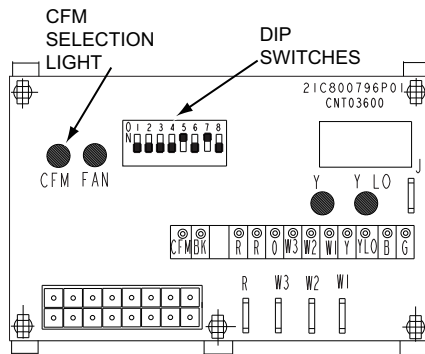 CFM
SELECTION
LIGHT
DIP
SWITCHES
21C800796P01
CNT03600
O
N
1 2 3 4 5 6 7 8
CFM FAN
Y Y LO
J
CFM BK R R O W3 W2 W1 Y YLO B G
R W3 W2 W1